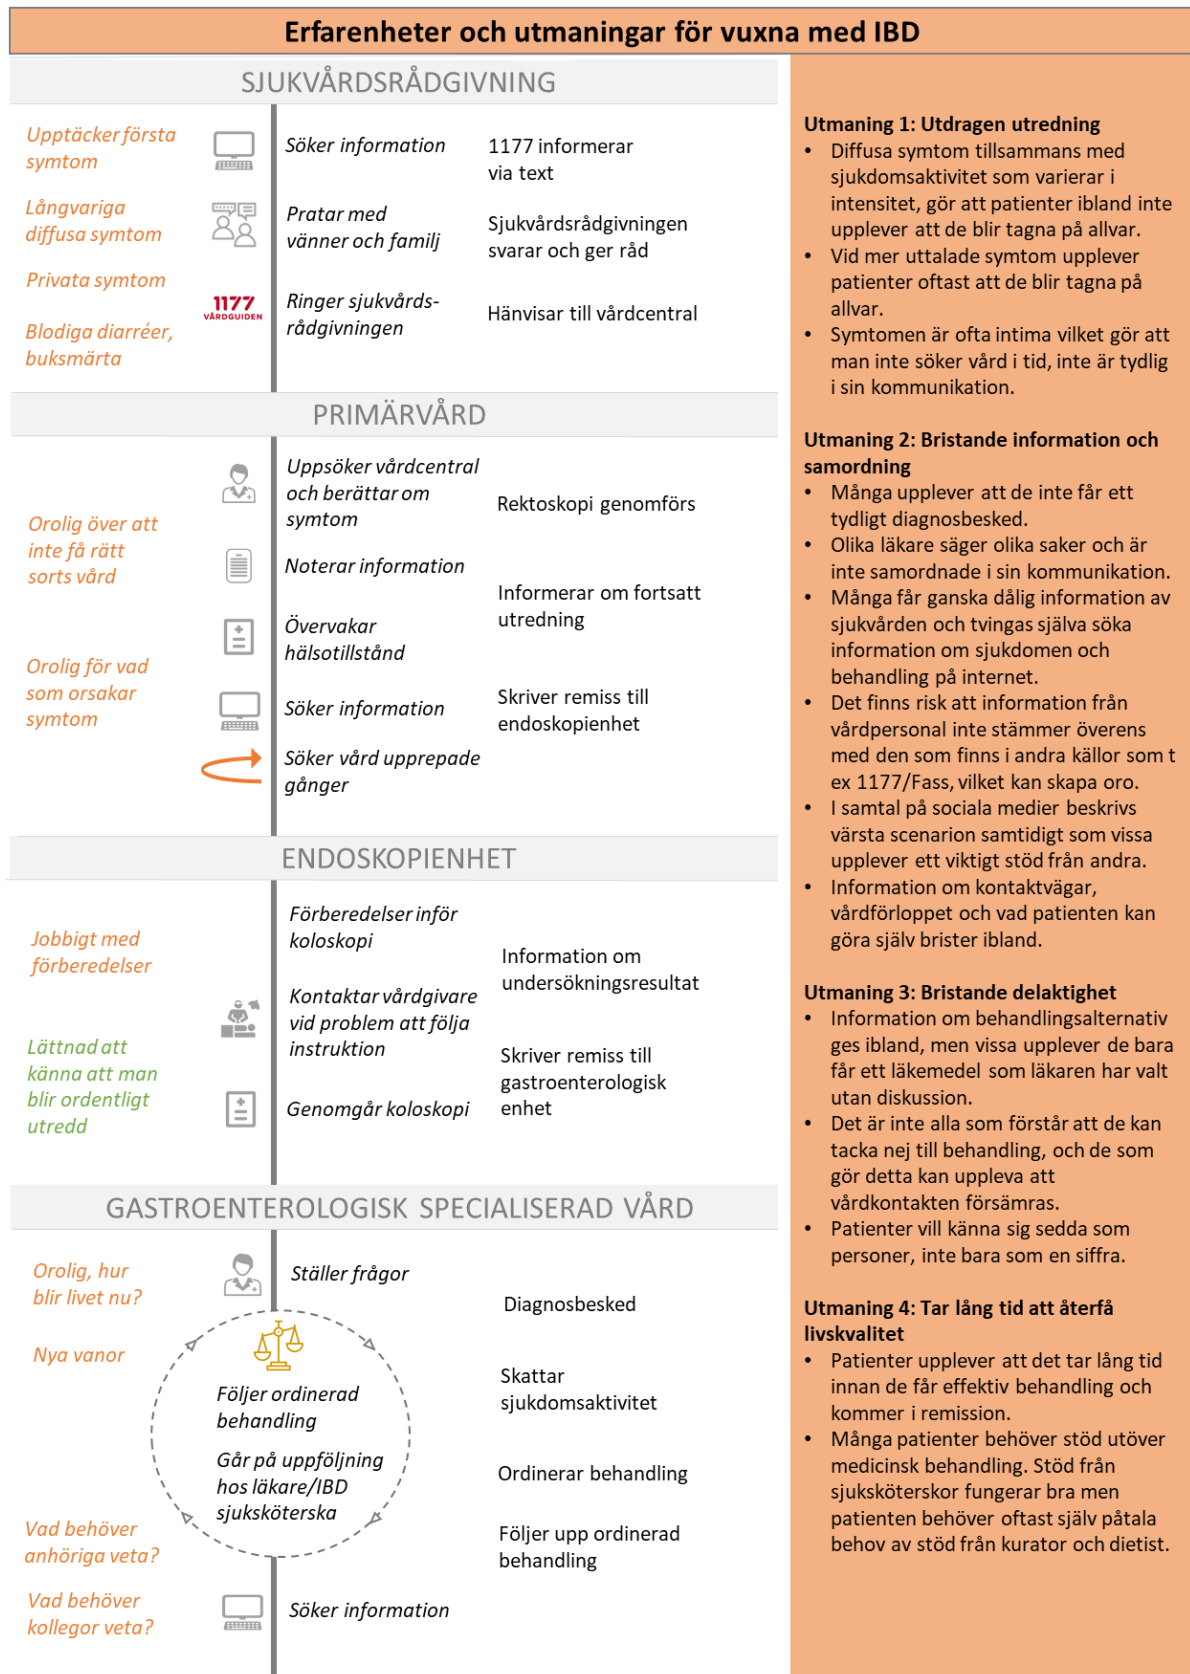 Erfarenheter och utmaningar för vuxna med IBD
SJUKVÅRDSRÅDGIVNING
Upptäcker första
symtom
Långvariga
diffusa symtom
Privata symtom
Blodiga diarréer,
buksmärta
1177
VÅRDGUIDEN
Söker information
Pratar med
vänner och familj
Ringer sjukvårds-
rådgivningen
1177 informerar
via text
Sjukvårdsrådgivningen
svarar och ger råd
Hänvisar till vårdcentral
PRIMÄRVÅRD
Orolig över att
inte få rätt
sorts vård
Orolig för vad
som orsakar
symtom
Uppsöker vårdcentral
och berättar om
symtom
Noterar information
Övervakar
hälsotillstånd
Söker information
Söker vård upprepade
gånger
Rektoskopi genomförs
Informerar om fortsatt
utredning
Skriver remiss till
endoskopienhet
ENDOSKOPIENHET
Jobbigt med
förberedelser
Lättnad att
känna att man
blir ordentligt
utredd
Förberedelser inför
koloskopi
Kontaktar vårdgivare
vid problem att följa
instruktion
Genomgår koloskopi
Information om
undersökningsresultat
Skriver remiss till
gastroenterologisk
enhet
GASTROENTEROLOGISK SPECIALISERAD VÅRD
Orolig, hur
blir livet nu?
Nya vanor
Vad behöver
anhöriga veta?
Vad behöver
kollegor veta?
Ställer frågor
Följer ordinerad
behandling
Går på uppföljning
hos läkare/IBD
sjuksköterska
Söker information
Diagnosbesked
Skattar
sjukdomsaktivitet
Ordinerar behandling
Följer upp ordinerad
behandling
Utmaning 1: Utdragen utredning
• Diffusa symtom tillsammans med
sjukdomsaktivitet som varierar i
intensitet, gör att patienter ibland inte
upplever att de blir tagna på allvar.
• Vid mer uttalade symtom upplever
patienter oftast att de blir tagna på
allvar.
• Symtomen är ofta intima vilket gör att
man inte söker vård i tid, inte är tydlig
i sin kommunikation.
Utmaning 2: Bristande information och
samordning
• Många upplever att de inte får ett
tydligt diagnosbesked.
• Olika läkare säger olika saker och är
inte samordnade i sin kommunikation.
• Många får ganska dålig information av
sjukvården och tvingas själva söka
information om sjukdomen och
behandling på internet.
• Det finns risk att information från
vårdpersonal inte stämmer överens
med den som finns i andra källor som t
ex 1177/Fass, vilket kan skapa oro.
• I samtal på sociala medier beskrivs
värsta scenarion samtidigt som vissa
upplever ett viktigt stöd från andra.
• Information om kontaktvägar,
vårdförloppet och vad patienten kan
göra själv brister ibland.
Utmaning 3: Bristande delaktighet
• Information om behandlingsalternativ
ges ibland, men vissa upplever de bara
får ett läkemedel som läkaren har valt
utan diskussion.
• Det är inte alla som förstår att de kan
tacka nej till behandling, och de som
gör detta kan uppleva att
vårdkontakten försämras.
• Patienter vill känna sig sedda som
personer, inte bara som en siffra.
Utmaning 4: Tar lång tid att återfå
livskvalitet
• Patienter upplever att det tar lång tid
innan de får effektiv behandling och
kommer i remission.
• Många patienter behöver stöd utöver
medicinsk behandling. Stöd från
sjuksköterskor fungerar bra men
patienten behöver oftast själv påtala
behov av stöd från kurator och dietist.